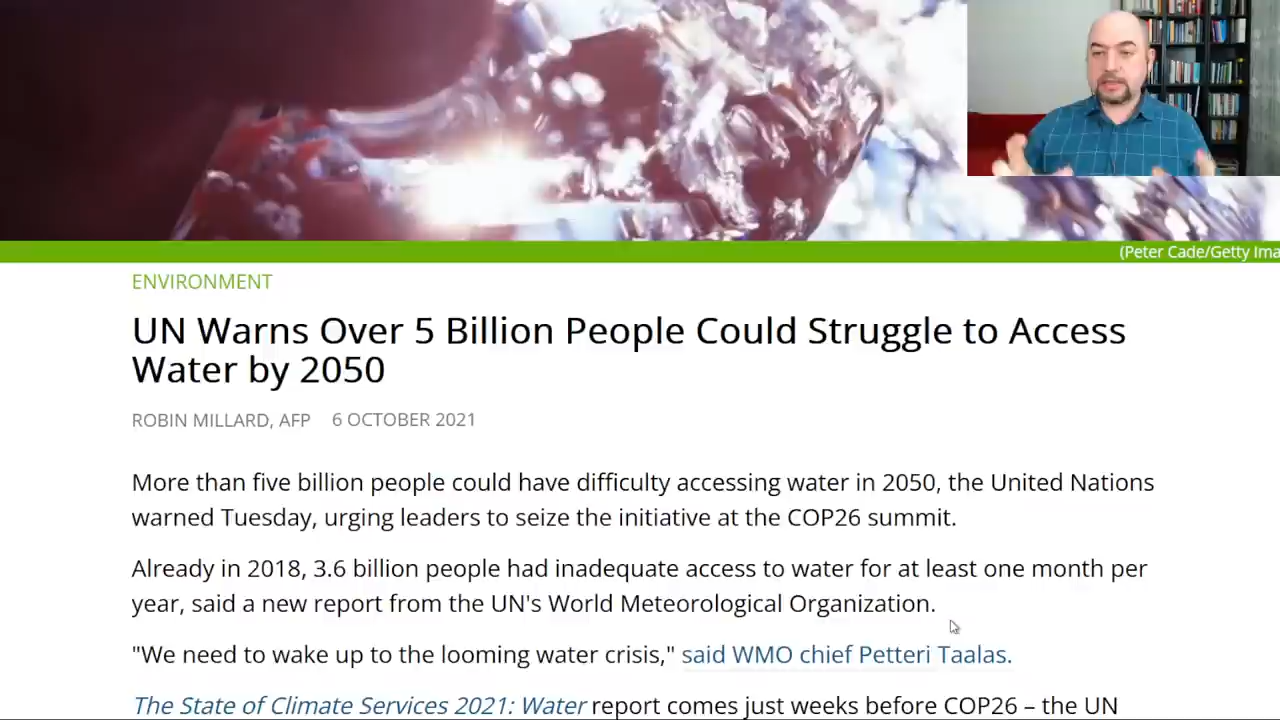 (Peter Cade/Getty Ima
ENVIRONMENT
UN Warns Over 5 Billion People Could Struggle to Access
Water by 2050
ROBIN MILLARD, AFP 6 OCTOBER 2021
More than five billion people could have difficulty accessing water in 2050, the United Nations
warned Tuesday, urging leaders to seize the initiative at the COP26 summit.
Already in 2018, 3.6 billion people had inadequate access to water for at least one month per
year, said a new report from the UN's World Meteorological Organization.
"We need to wake up to the looming water crisis," said WMO chief Petteri Taalas.
The State of Climate Services 2021: Water report comes just weeks before COP26 – the UN